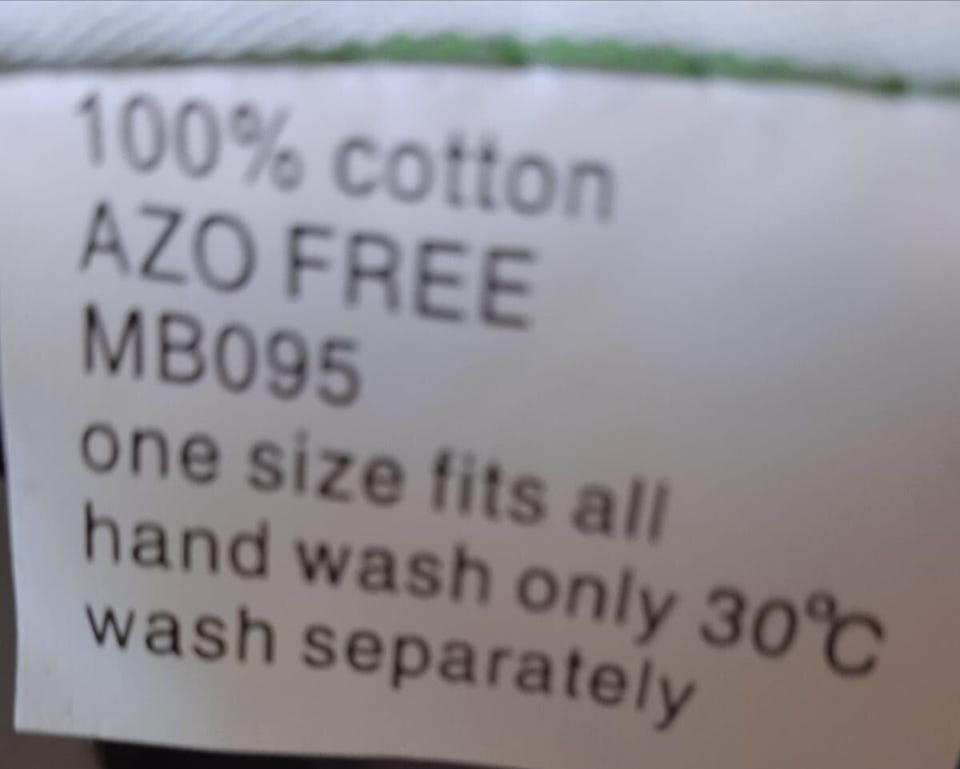 100% cotton
AZO FREE
MB095
one size fits all
hand wash only 30°C
wash separately